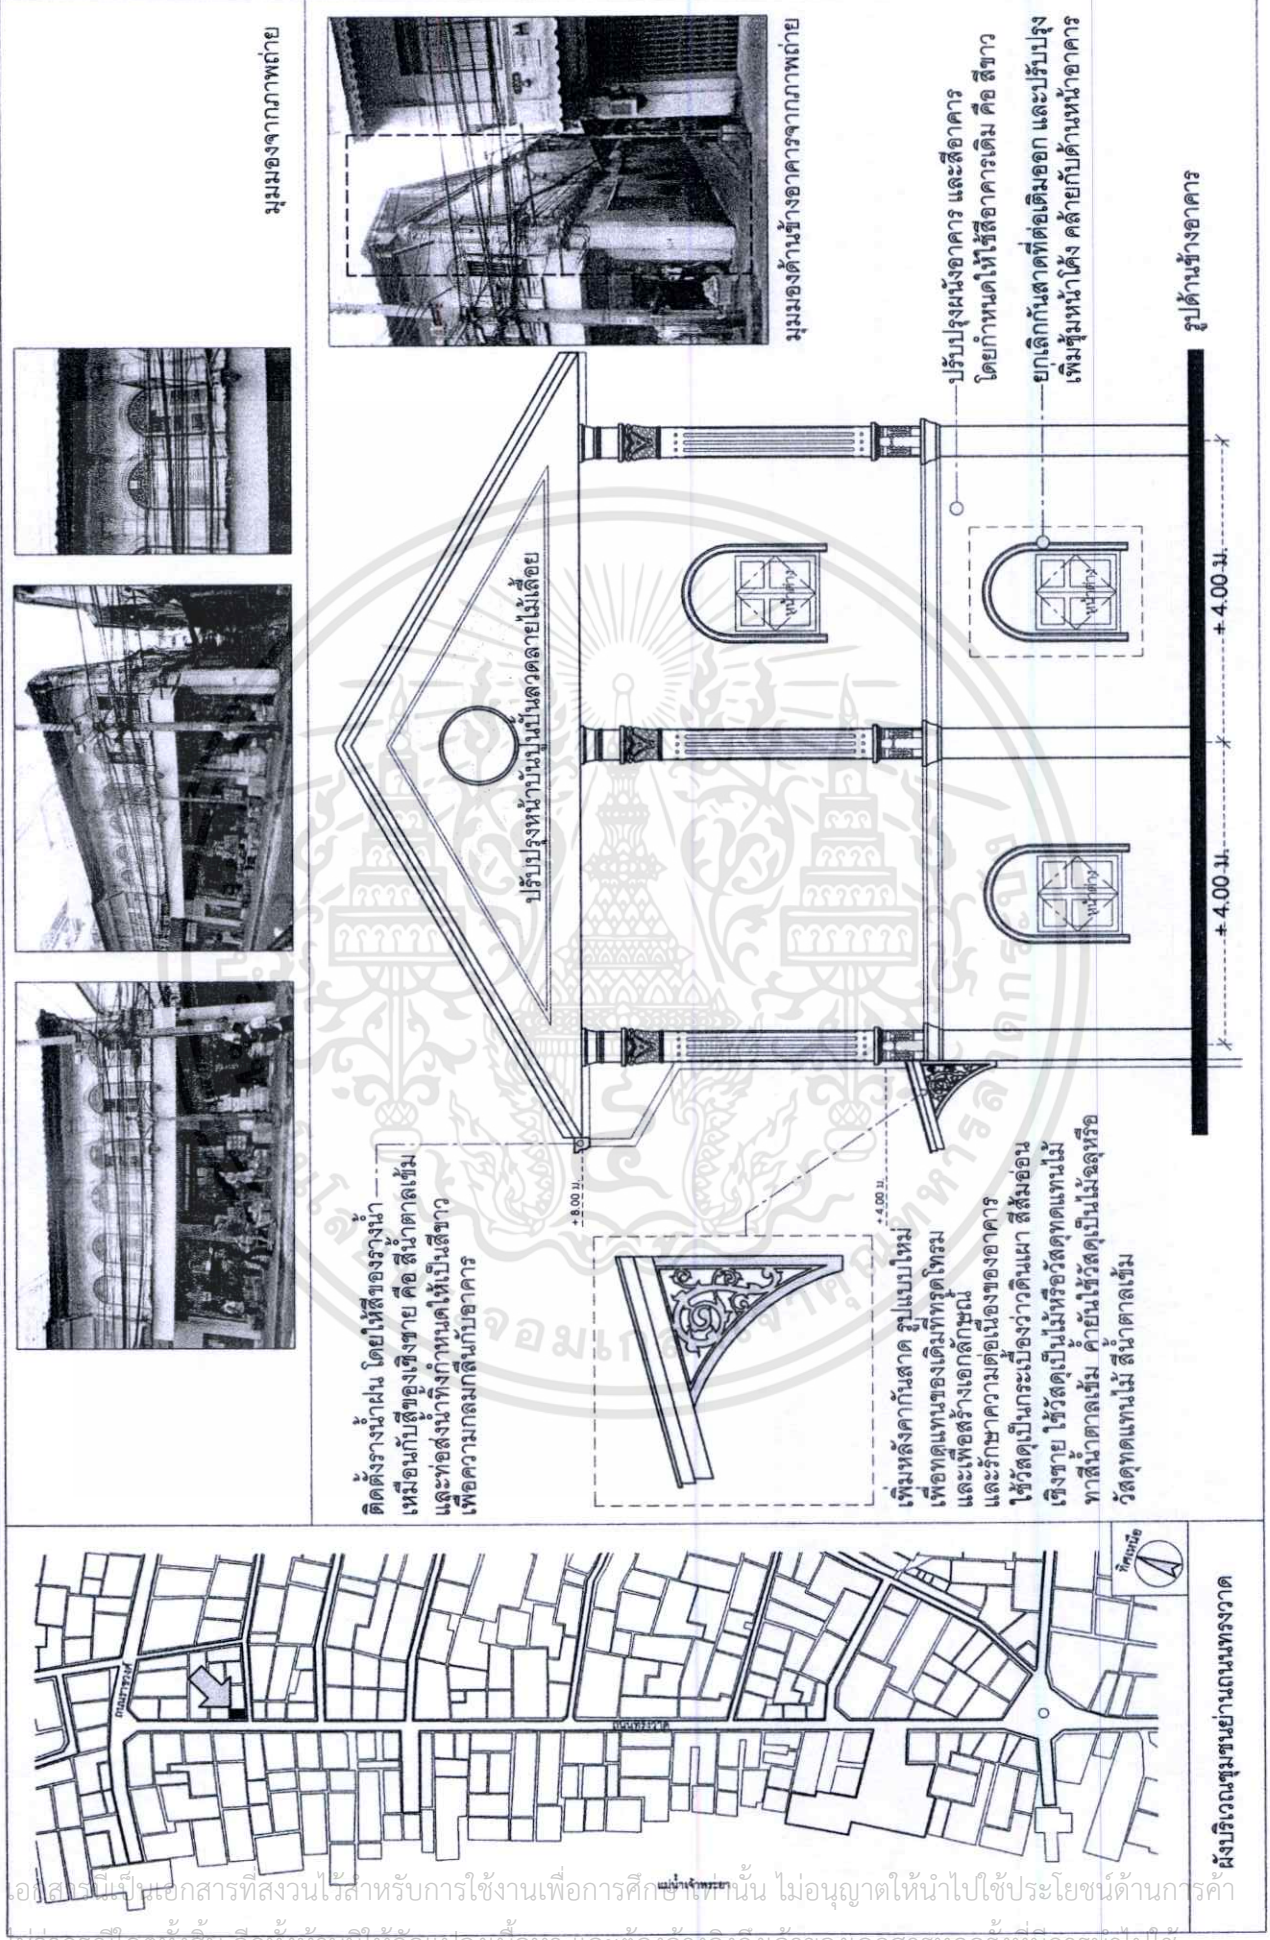 มุมมองจากภาพถ่าย
มุมมองด้านข้างอาคารจากภาพถ่าย
ติดตั้งรางน้ำฝน โดยให้สีของรางน้ำ
เหมือนกับสีของเชิงชาย คือ สีน้ำตาลเข้ม
และท่อส่งน้ำทิ้งกำหนดให้เป็นสีขาว
เพื่อความกลมกลืนกับอาคาร
ปรับปรุงหน้าบันปูนปั้นลวดลายไม้เลื้อย
ปรับปรุงผนังอาคาร และสีอาคาร
โดยกำหนดให้ใช้สีอาคารเดิม คือ สีขาว
ยกเลิกกันสาดที่ต่อเติมออก และปรับปรุง
เพิ่มซุ้มหน้าโค้ง คล้ายกับด้านหน้าอาคาร
+ 8.00 ม.
+ 4.00 ม.
หน้าต่าง
หน้าต่าง
หน้าต่าง
เพิ่มหลังคากันสาด รูปแบบใหม่
เพื่อทดแทนของเดิมที่ทรุดโทรม
และเพื่อสร้างเอกลักษณ์
และรักษาความต่อเนื่องของอาคาร
ใช้วัสดุเป็นกระเบื้องว่าวดินเผา สีส้มอ่อน
เชิงชาย ใช้วัสดุเป็นไม้หรือวัสดุทดแทนไม้
ทาสีน้ำตาลเข้ม ค้ำยันใช้วัสดุเป็นไม้ฉลุหรือ
วัสดุทดแทนไม้ สีน้ำตาลเข้ม
± 4.00 ม.
± 4.00 ม.
รูปด้านข้างอาคาร
ถนนราชวงศ์
ถนนทรงวาด
แม่น้ำเจ้าพระยา
ทิศเหนือ
ผังบริเวณชุมชนย่านถนนทรงวาด
เอกสารนี้เป็นเอกสารที่สงวนไว้สำหรับการใช้งานเพื่อการศึกษาเท่านั้น ไม่อนุญาตให้นำไปใช้ประโยชน์ด้านการค้า